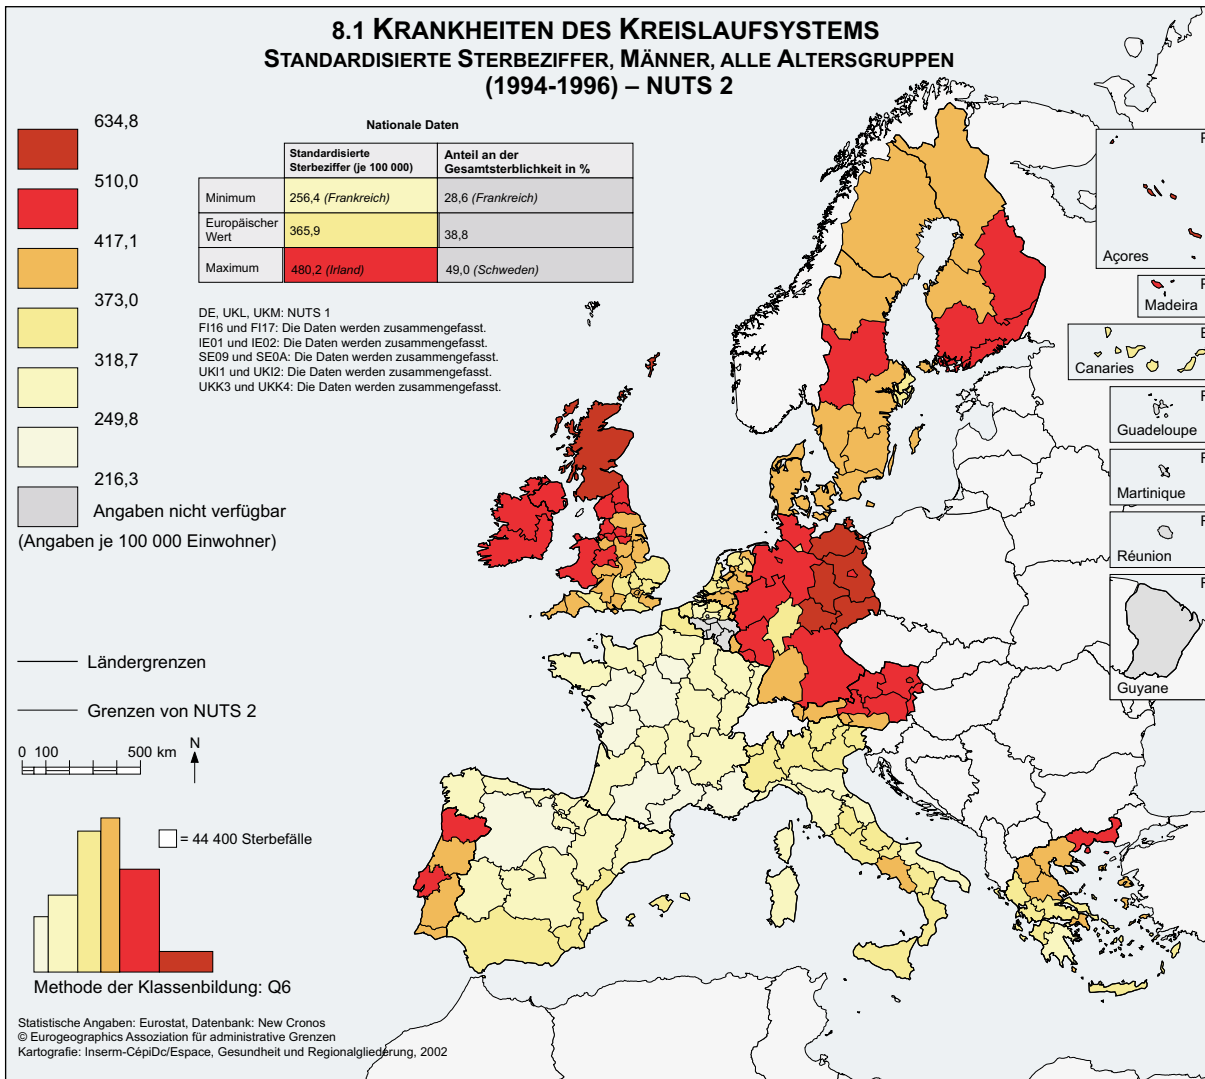 8.1 KRANKHEITEN DES KREISLAUFSYSTEMS
STANDARDISIERTE STERBEZIFFER, MÄNNER, ALLE ALTERSGRUPPEN
(1994-1996) – NUTS 2
634,8
510,0
417,1
373,0
318,7
249,8
216,3
Angaben nicht verfügbar
(Angaben je 100 000 Einwohner)
Nationale Daten
Standardisierte Sterbeziffer (je 100 000)
Anteil an der Gesamtsterblichkeit in %
Minimum 256,4 (Frankreich) 28,6 (Frankreich)
Europäischer Wert 365,9 38,8
Maximum 480,2 (Irland) 49,0 (Schweden)
DE, UKL, UKM: NUTS 1
FI16 und FI17: Die Daten werden zusammengefasst.
IE01 und IE02: Die Daten werden zusammengefasst.
SE09 und SE0A: Die Daten werden zusammengefasst.
UKI1 und UKI2: Die Daten werden zusammengefasst.
UKK3 und UKK4: Die Daten werden zusammengefasst.
F
Açores
F
Madeira
E
Canaries
F
Guadeloupe
F
Martinique
F
Réunion
F
Guyane
Ländergrenzen
Grenzen von NUTS 2
0 100 500 km
N
= 44 400 Sterbefälle
Methode der Klassenbildung: Q6
Statistische Angaben: Eurostat, Datenbank: New Cronos
© Eurogeographics Assoziation für administrative Grenzen
Kartografie: Inserm-CépiDc/Espace, Gesundheit und Regionalgliederung, 2002